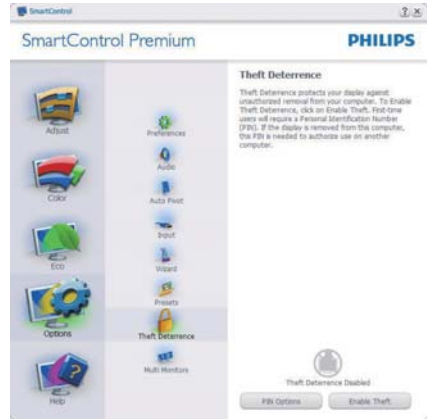 SmartControl
SmartControl Premium
PHILIPS
Adjust
Color
Eco
Options
Help
Preferences
Audio
Auto Pivot
Input
Wizard
Presets
Theft Deterrence
Multi Monitors
Theft Deterrence
Theft Deterrence protects your display against
unauthorized removal from your computer. To Enable
Theft Deterrence, click on Enable Theft. First-time
users will require a Personal Identification Number
(PIN). If the display is removed from this computer,
this PIN is needed to authorize use on another
computer.
Theft Deterrence Disabled
PIN Options
Enable Theft